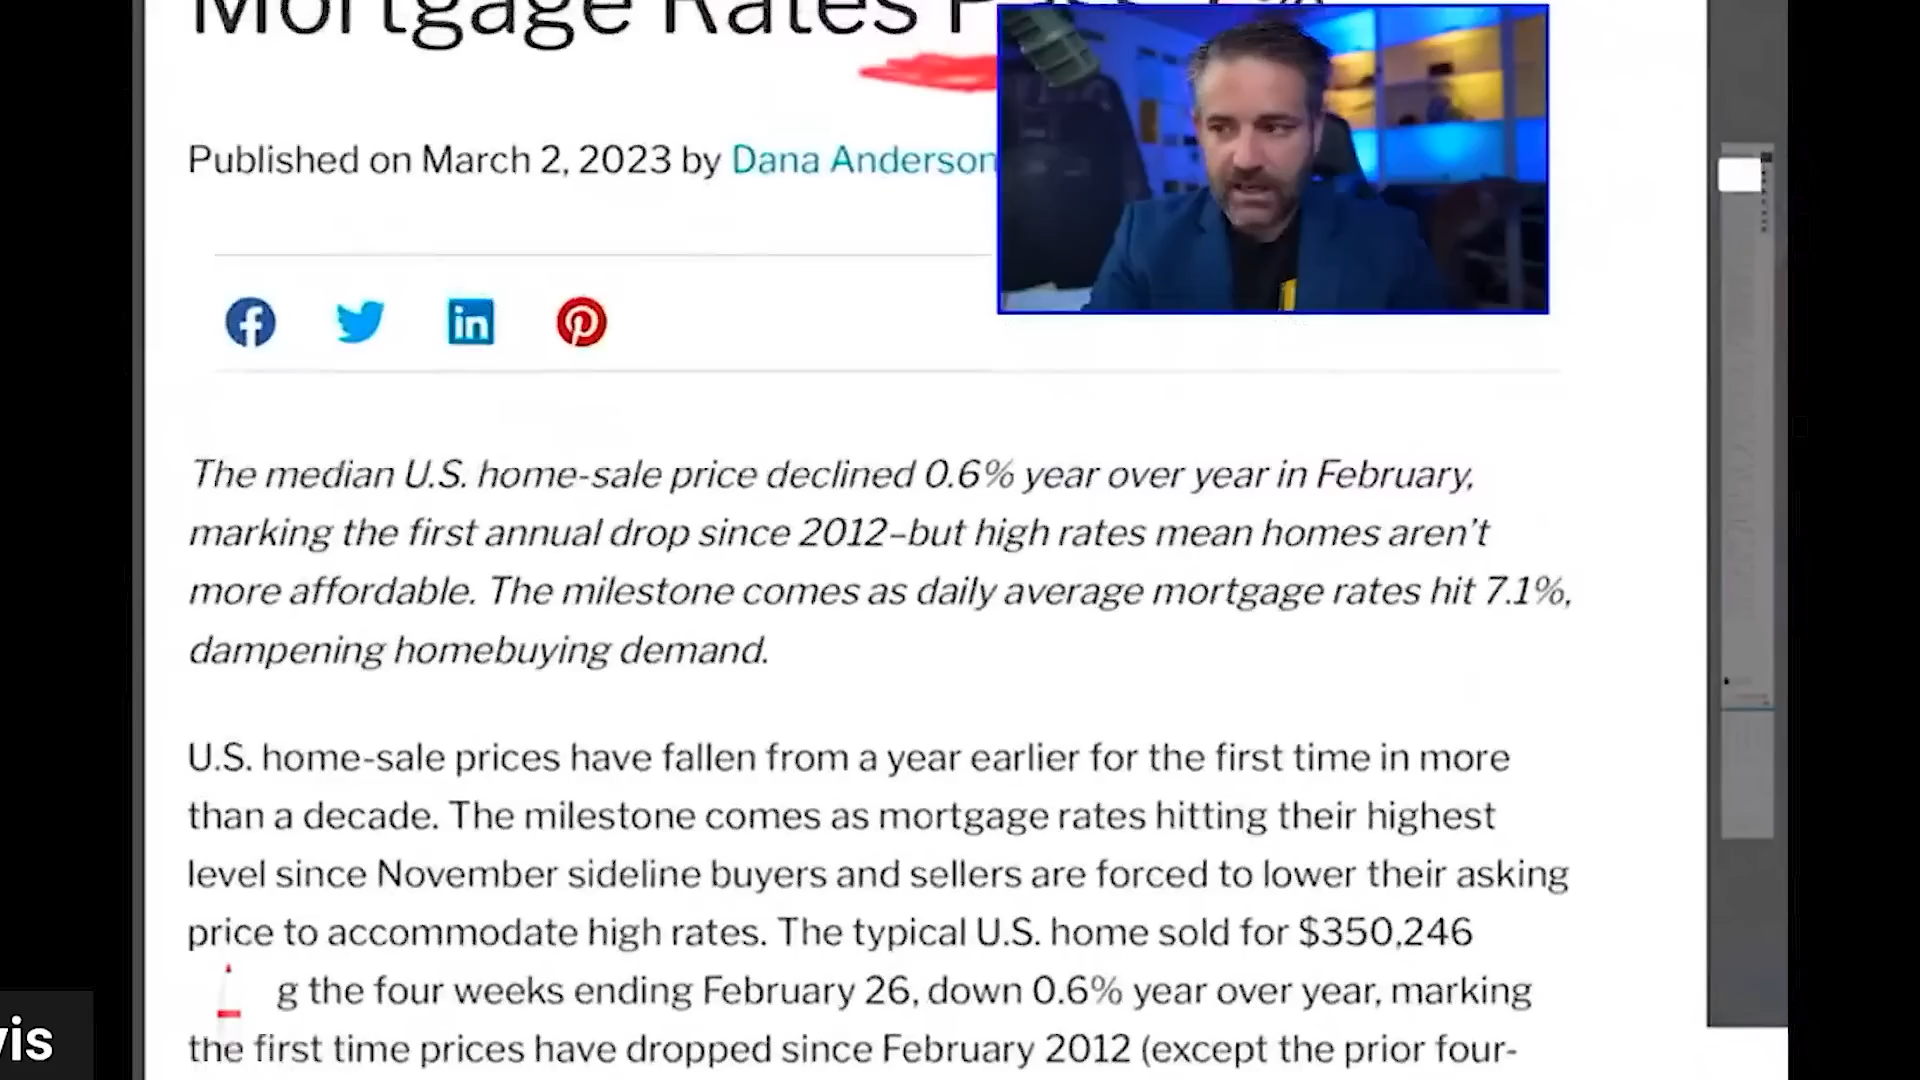 Mortgage Rates
Published on March 2, 2023 by Dana Anderson
The median U.S. home-sale price declined 0.6% year over year in February,
marking the first annual drop since 2012–but high rates mean homes aren't
more affordable. The milestone comes as daily average mortgage rates hit 7.1%,
dampening homebuying demand.
U.S. home-sale prices have fallen from a year earlier for the first time in more
than a decade. The milestone comes as mortgage rates hitting their highest
level since November sideline buyers and sellers are forced to lower their asking
price to accommodate high rates. The typical U.S. home sold for $350,246
g the four weeks ending February 26, down 0.6% year over year, marking
the first time prices have dropped since February 2012 (except the prior four-
vis